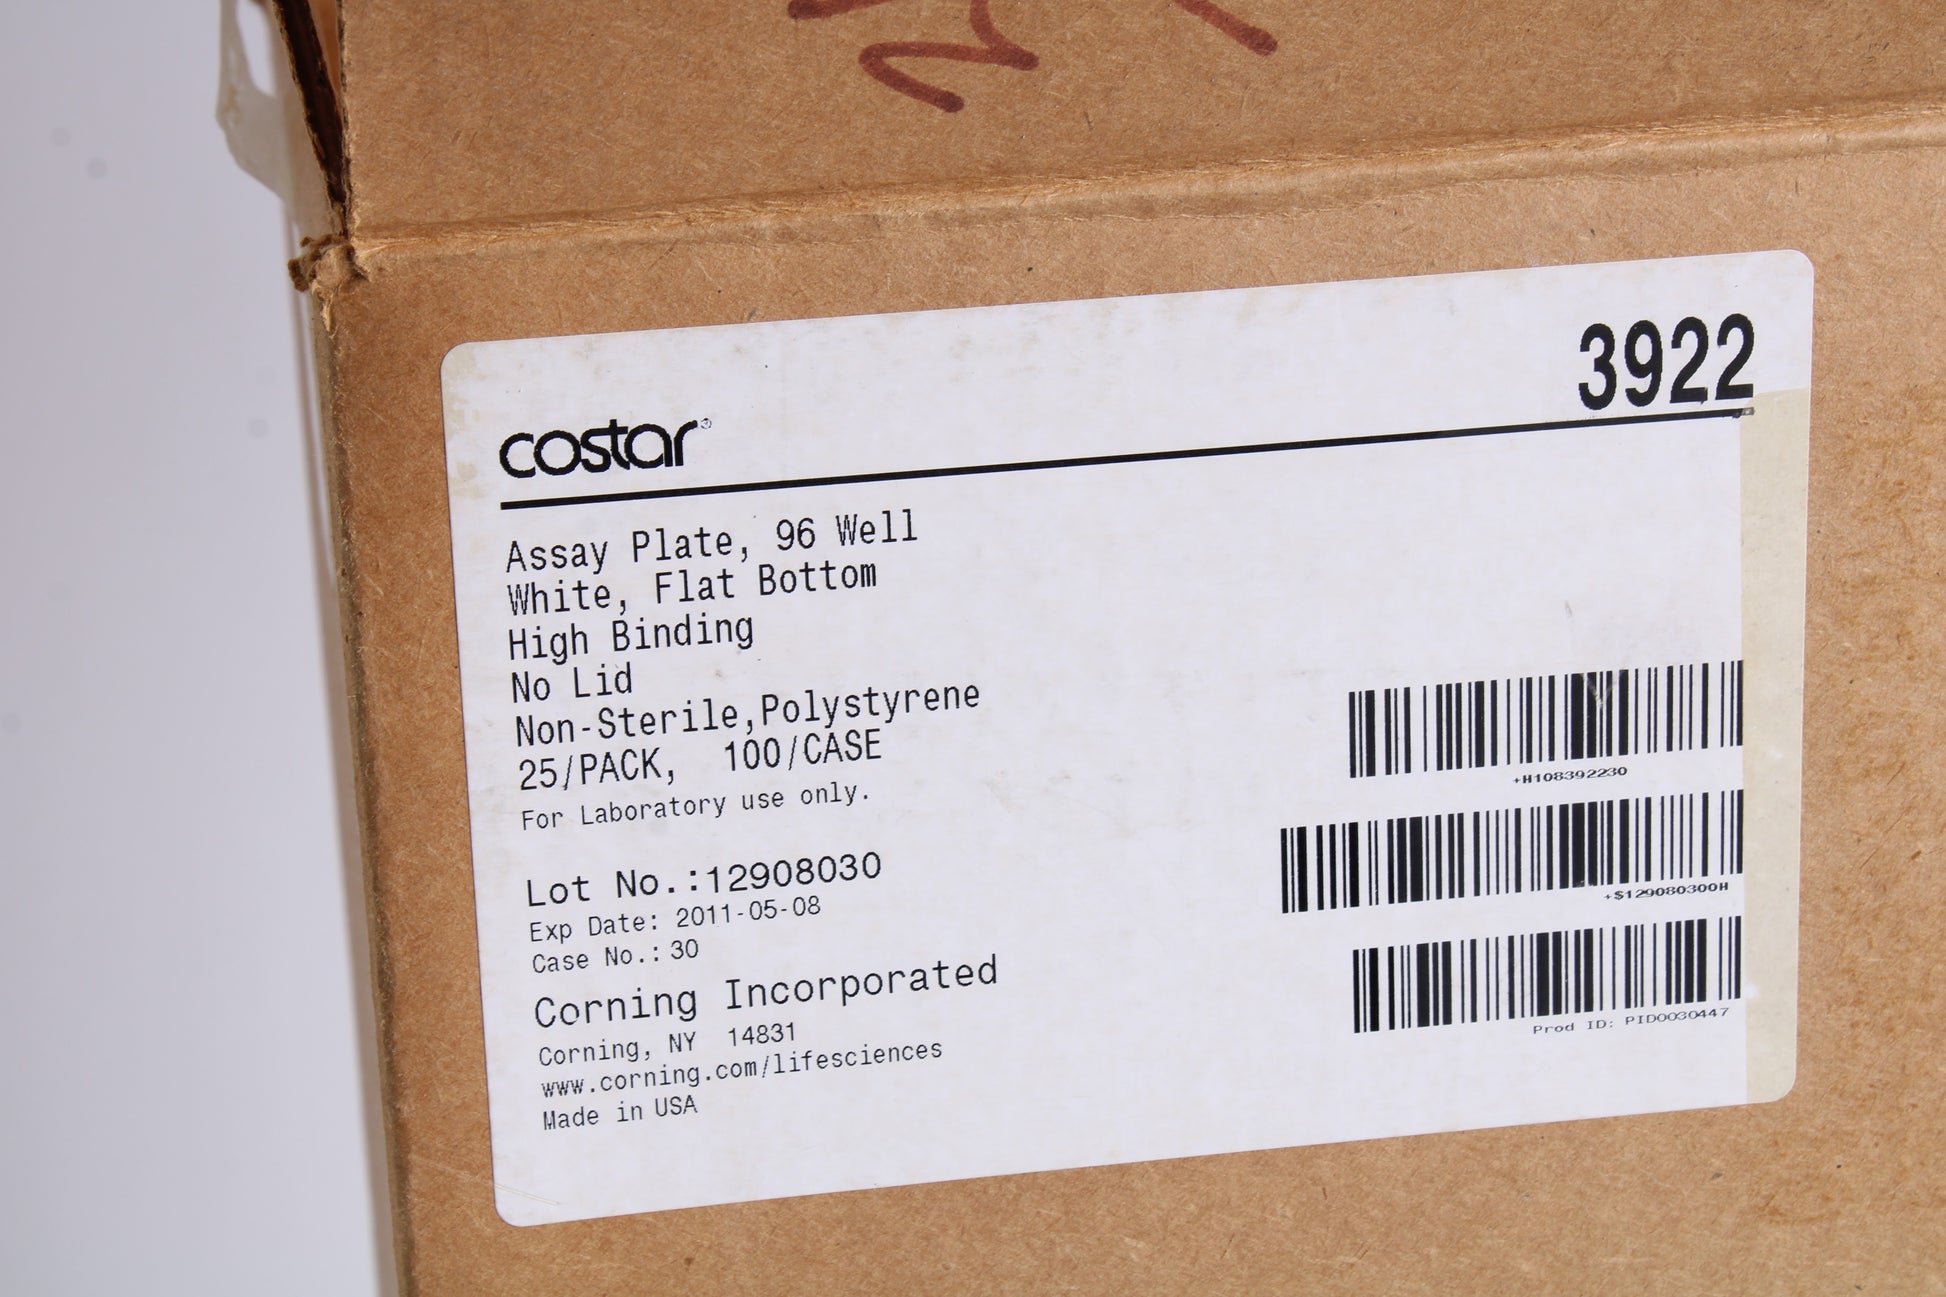 3922
costar®
Assay Plate, 96 Well
White, Flat Bottom
High Binding
No Lid
Non-Sterile,Polystyrene
25/PACK, 100/CASE
For Laboratory use only.
Lot No.:12908030
Exp Date: 2011-05-08
Case No.: 30
Corning Incorporated
Corning, NY 14831
www.corning.com/lifesciences
Made in USA
+H108392230
+$129080300H
Prod ID: PID0030447